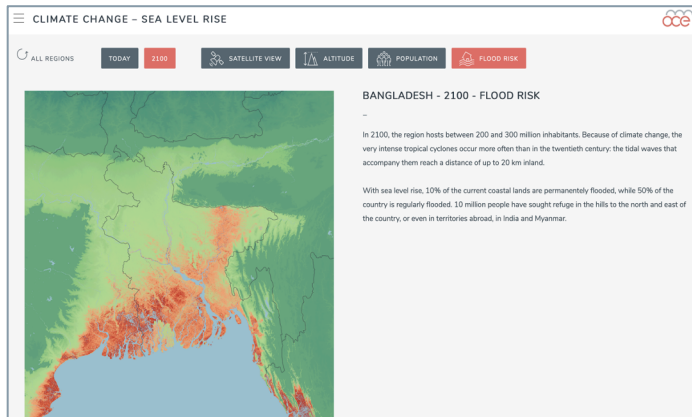 CLIMATE CHANGE – SEA LEVEL RISE
oce
ALL REGIONS
TODAY
2100
SATELLITE VIEW
ALTITUDE
POPULATION
FLOOD RISK
BANGLADESH - 2100 - FLOOD RISK
–
In 2100, the region hosts between 200 and 300 million inhabitants. Because of climate change, the
very intense tropical cyclones occur more often than in the twentieth century: the tidal waves that
accompany them reach a distance of up to 20 km inland.
With sea level rise, 10% of the current coastal lands are permanentely flooded, while 50% of the
country is regularly flooded. 10 million people have sought refuge in the hills to the north and east of
the country, or even in territories abroad, in India and Myanmar.